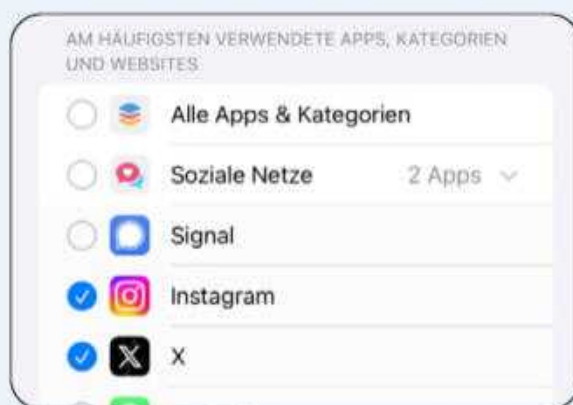 AM HÄUFIGSTEN VERWENDETE APPS, KATEGORIEN
UND WEBSITES
Alle Apps & Kategorien
Soziale Netze 2 Apps
Signal
Instagram
X